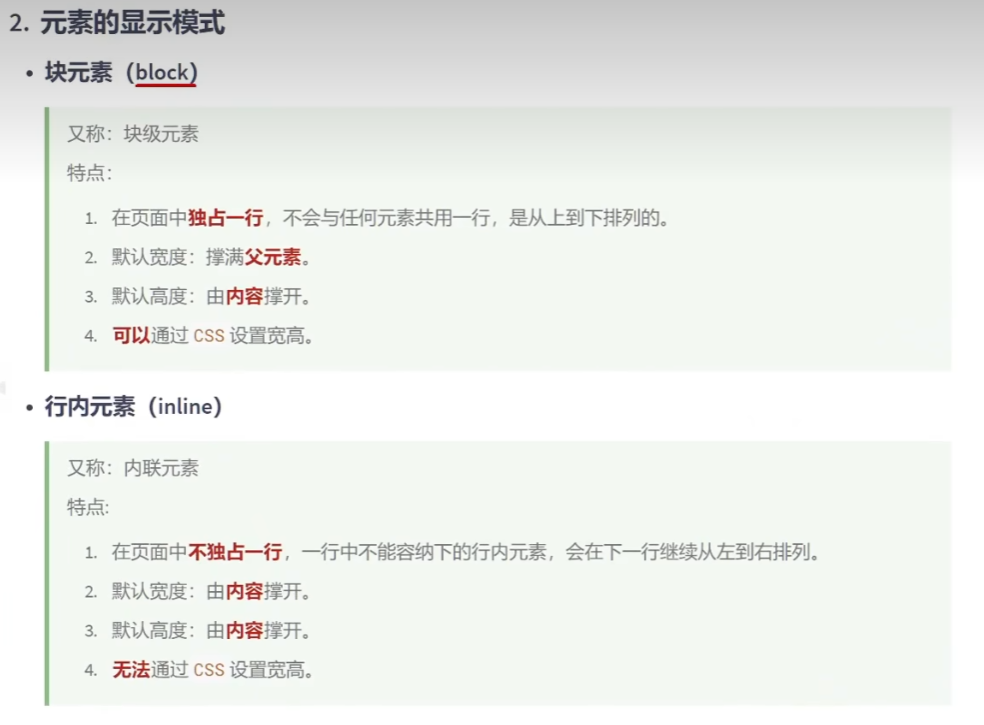 2. 元素的显示模式
• 块元素（block）
又称：块级元素
特点：
1. 在页面中独占一行，不会与任何元素共用一行，是从上到下排列的。
2. 默认宽度：撑满父元素。
3. 默认高度：由内容撑开。
4. 可以通过 CSS 设置宽高。
• 行内元素（inline）
又称：内联元素
特点:
1. 在页面中不独占一行，一行中不能容纳下的行内元素，会在下一行继续从左到右排列。
2. 默认宽度：由内容撑开。
3. 默认高度：由内容撑开。
4. 无法通过 CSS 设置宽高。